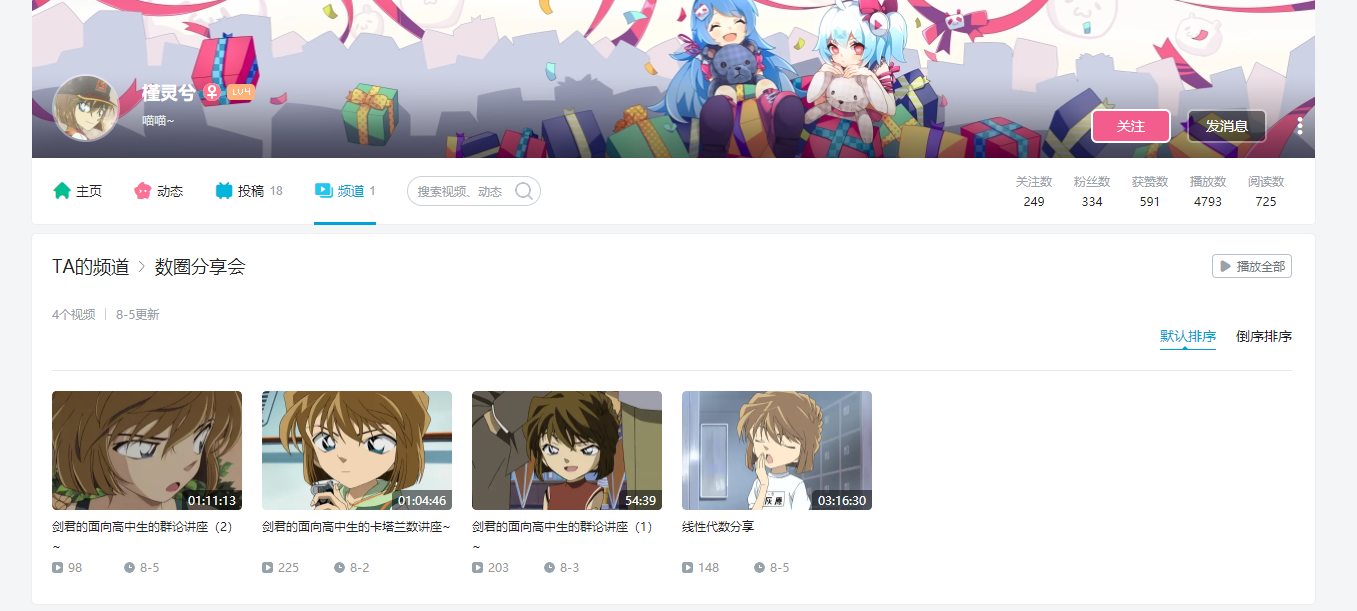 槿灵兮 LV4
喵喵~
关注 发消息
主页 动态 投稿 18 频道 1 搜索视频、动态
关注数 粉丝数 获赞数 播放数 阅读数
249 334 591 4793 725
TA的频道 > 数圈分享会
播放全部
4个视频 | 8-5更新
默认排序 倒序排序
01:11:13 01:04:46 54:39 03:16:30
剑君的面向高中生的群论讲座（2）
~
98 8-5
剑君的面向高中生的卡塔兰数讲座~
225 8-2
剑君的面向高中生的群论讲座（1）
~
203 8-3
线性代数分享
148 8-5